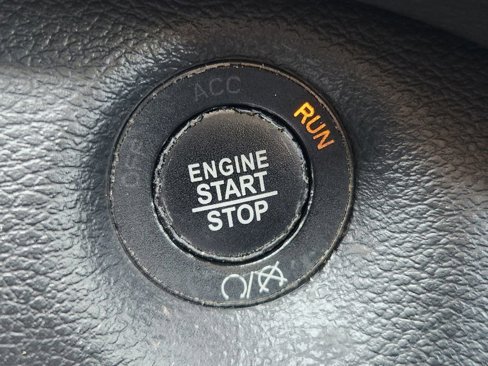 ACC
RUN
OFF
ENGINE
START
STOP